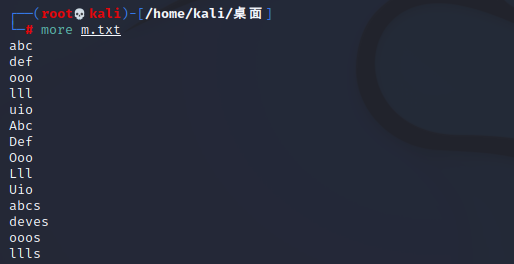 ┌──(root💀kali)-[/home/kali/桌面]
└─# more m.txt
abc
def
ooo
lll
uio
Abc
Def
Ooo
Lll
Uio
abcs
deves
ooos
llls